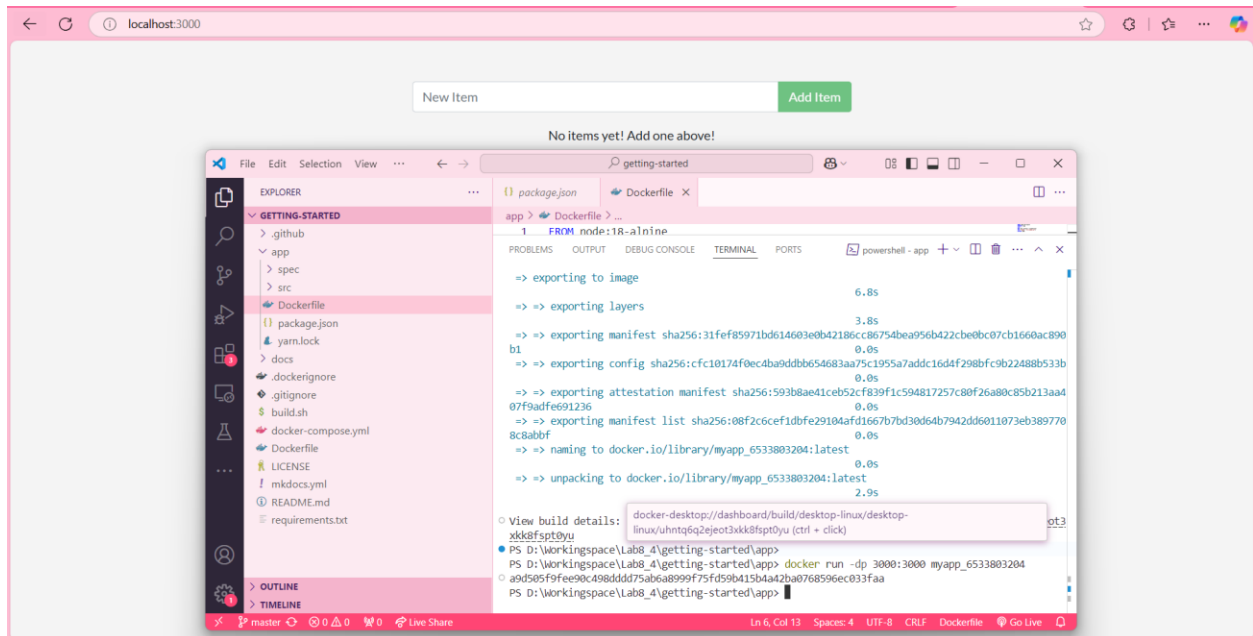 localhost:3000
New Item
Add Item
No items yet! Add one above!
File Edit Selection View ... getting-started
EXPLORER
GETTING-STARTED
.github
app
spec
src
Dockerfile
package.json
yarn.lock
docs
.dockerignore
.gitignore
build.sh
docker-compose.yml
Dockerfile
LICENSE
mkdocs.yml
README.md
requirements.txt
OUTLINE
TIMELINE
package.json Dockerfile
app > Dockerfile > ...
1 FROM node:18-alpine
PROBLEMS OUTPUT DEBUG CONSOLE TERMINAL PORTS powershell - app
=> exporting to image
6.8s
=> => exporting layers
3.8s
=> => exporting manifest sha256:31fef85971bd614603e0b42186cc86754bea956b422cbe0bc07cb1660ac890
b1 0.0s
=> => exporting config sha256:cfc10174f0ec4ba9ddbb654683aa75c1955a7addc16d4f298bfc9b22488b533b
0.0s
=> => exporting attestation manifest sha256:593b8ae41ceb52cf839f1c594817257c80f26a80c85b213aa4
07f9adfe691236 0.0s
=> => exporting manifest list sha256:08f2c6cef1dbfe29104afd1667b7bd30d64b7942dd6011073eb389770
8c8abbf 0.0s
=> => naming to docker.io/library/myapp_6533803204:latest
0.0s
=> => unpacking to docker.io/library/myapp_6533803204:latest
2.9s
docker-desktop://dashboard/build/desktop-linux/desktop-
linux/uhntq6q2ejeot3xkk8fspt0yu (ctrl + click)
View build details: ot3
xkk8fspt0yu
PS D:\Workingspace\Lab8_4\getting-started\app>
PS D:\Workingspace\Lab8_4\getting-started\app> docker run -dp 3000:3000 myapp_6533803204
a9d505f9fee90c498dddd75ab6a8999f75fd59b415b4a42ba0768596ec033faa
PS D:\Workingspace\Lab8_4\getting-started\app>
master 0 0 0 Live Share Ln 6, Col 13 Spaces: 4 UTF-8 CRLF Dockerfile Go Live